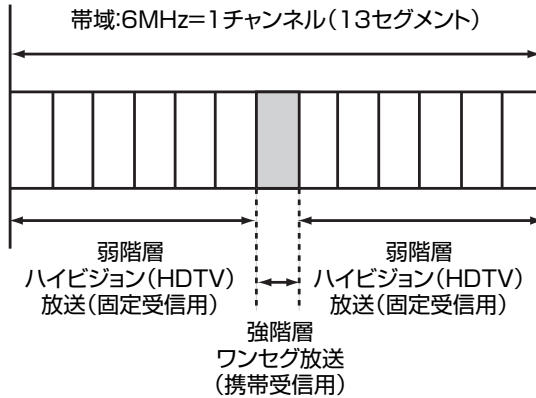 帯域:6MHz=1チャンネル(13セグメント)
弱階層
ハイビジョン(HDTV)
放送(固定受信用)
弱階層
ハイビジョン(HDTV)
放送(固定受信用)
強階層
ワンセグ放送
(携帯受信用)